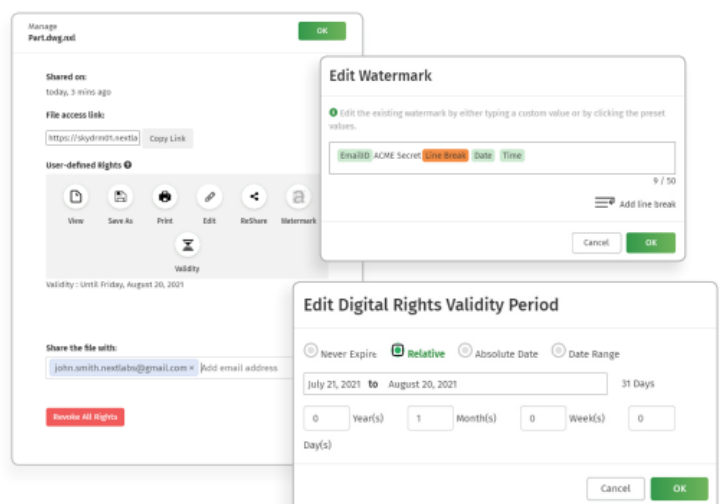 Manage
Part.dwg.nxl
OK
Shared on:
today, 3 mins ago
File access link:
https://skydrm01.nextla
Copy Link
User-defined Rights
View
Save As
Print
Edit
ReShare
Watermark
Validity
Validity : Until Friday, August 20, 2021
Share the file with:
john.smith.nextlabs@gmail.com ×
Add email address
Revoke All Rights
Edit Watermark
Edit the existing watermark by either typing a custom value or by clicking the preset
values.
EmailID ACME Secret Line Break Date Time
9 / 50
Add line break
Cancel
OK
Edit Digital Rights Validity Period
Never Expire
Relative
Absolute Date
Date Range
July 21, 2021 to August 20, 2021
31 Days
0 Year(s) 1 Month(s) 0 Week(s) 0
Day(s)
Cancel
OK